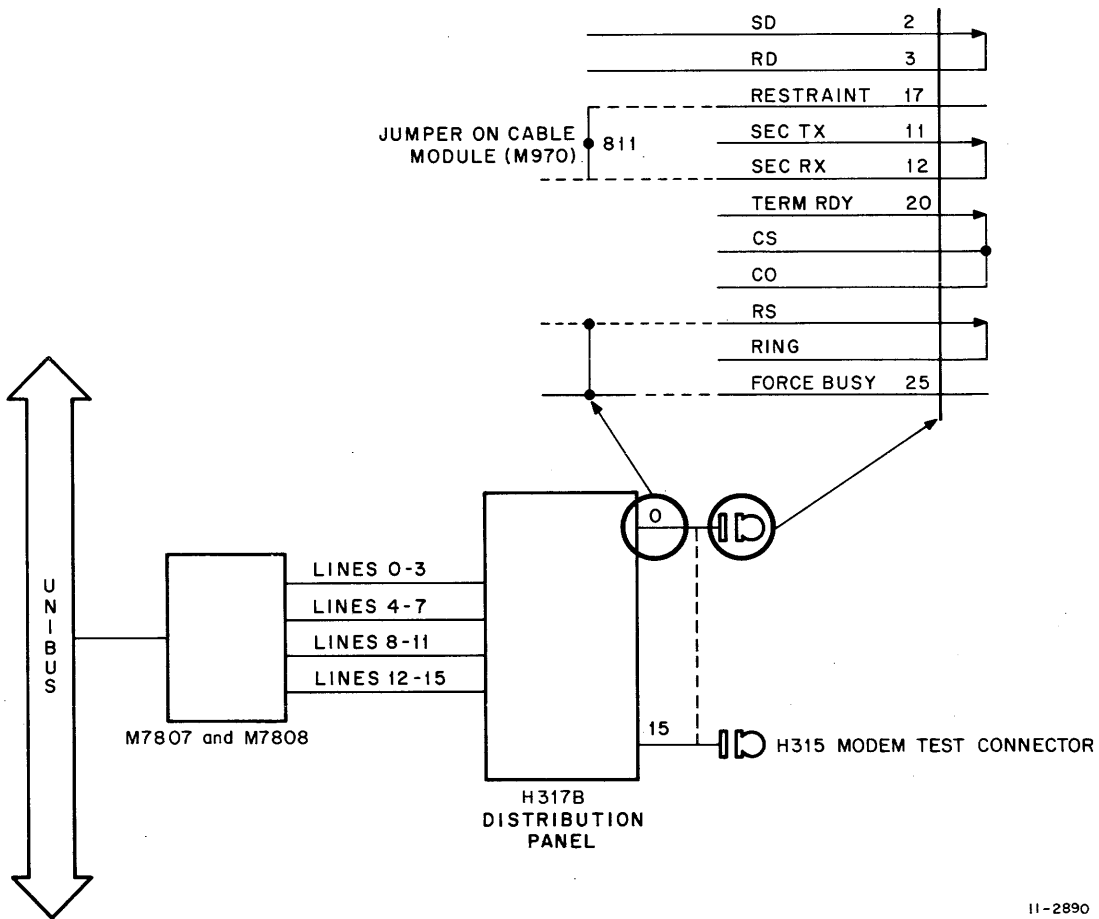 SD 2
RD 3
RESTRAINT 17
JUMPER ON CABLE
MODULE (M970)
811
SEC TX 11
SEC RX 12
TERM RDY 20
CS
CO
RS
RING
FORCE BUSY 25
UNIBUS
0
LINES 0-3
LINES 4-7
LINES 8-11
LINES 12-15
M7807 and M7808
15
H315 MODEM TEST CONNECTOR
H317B
DISTRIBUTION
PANEL
11-2890